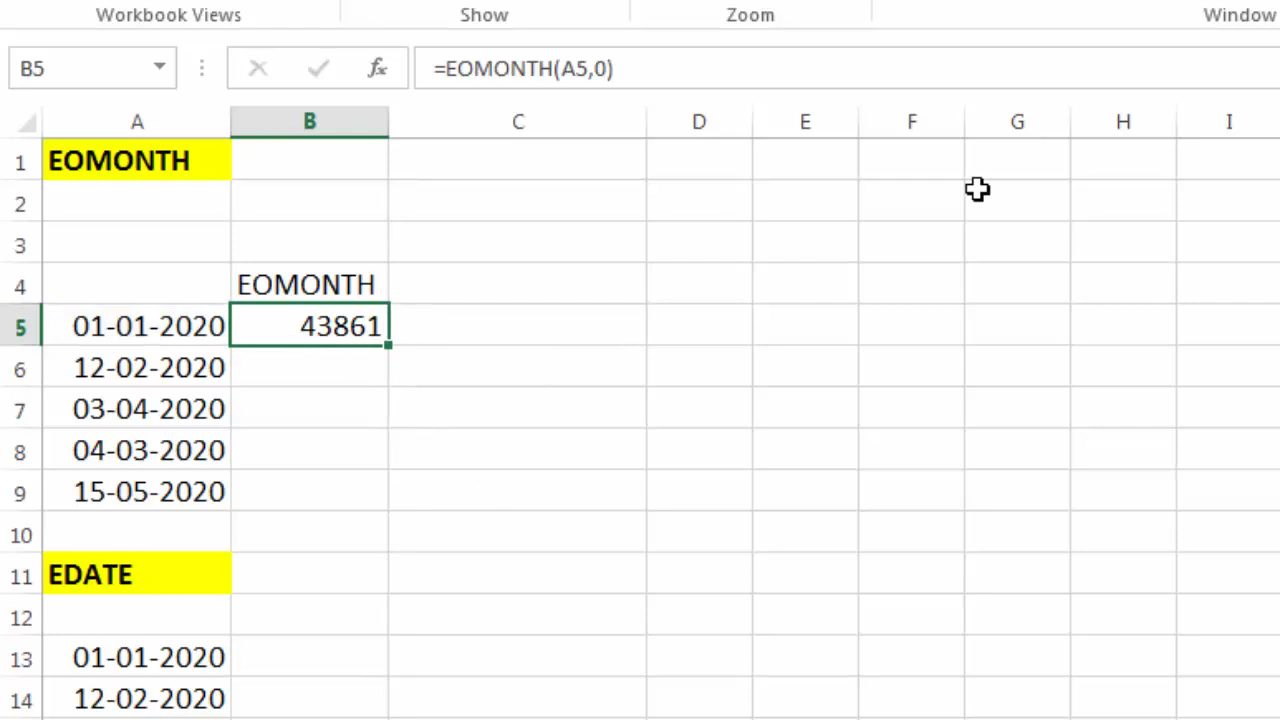 Workbook Views Show Zoom Window
B5 fx =EOMONTH(A5,0)
A B C D E F G H I
1 EOMONTH
2
3
4 EOMONTH
5 01-01-2020 43861
6 12-02-2020
7 03-04-2020
8 04-03-2020
9 15-05-2020
10
11 EDATE
12
13 01-01-2020
14 12-02-2020